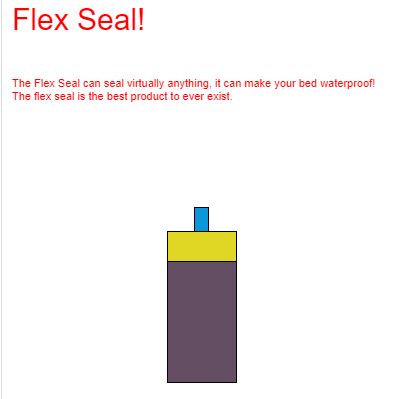 Flex Seal!
The Flex Seal can seal virtually anything, it can make your bed waterproof!
The flex seal is the best product to ever exist.